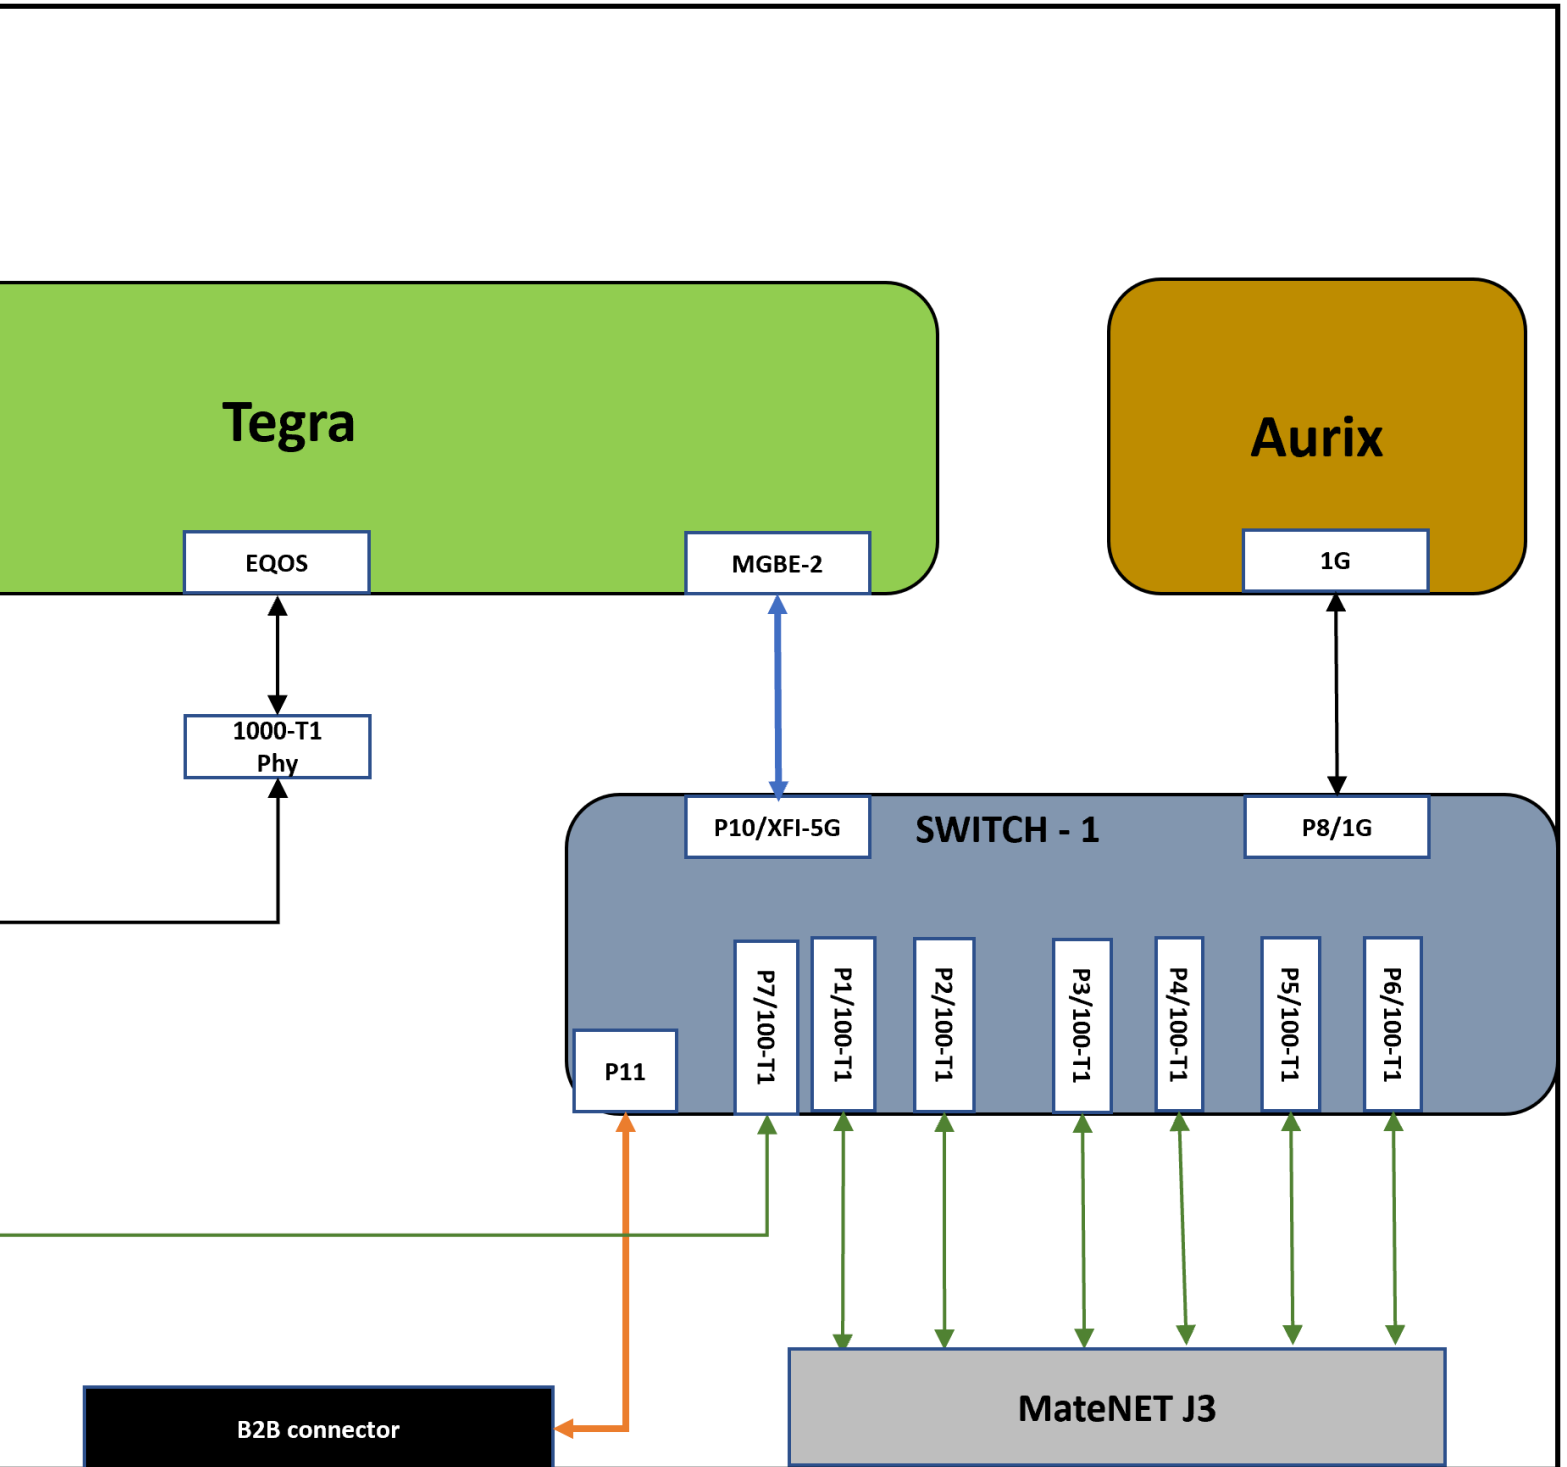 Tegra
Aurix
EQOS
MGBE-2
1G
1000-T1
Phy
P10/XFI-5G
SWITCH - 1
P8/1G
P7/100-T1
P1/100-T1
P2/100-T1
P3/100-T1
P4/100-T1
P5/100-T1
P6/100-T1
P11
B2B connector
MateNET J3